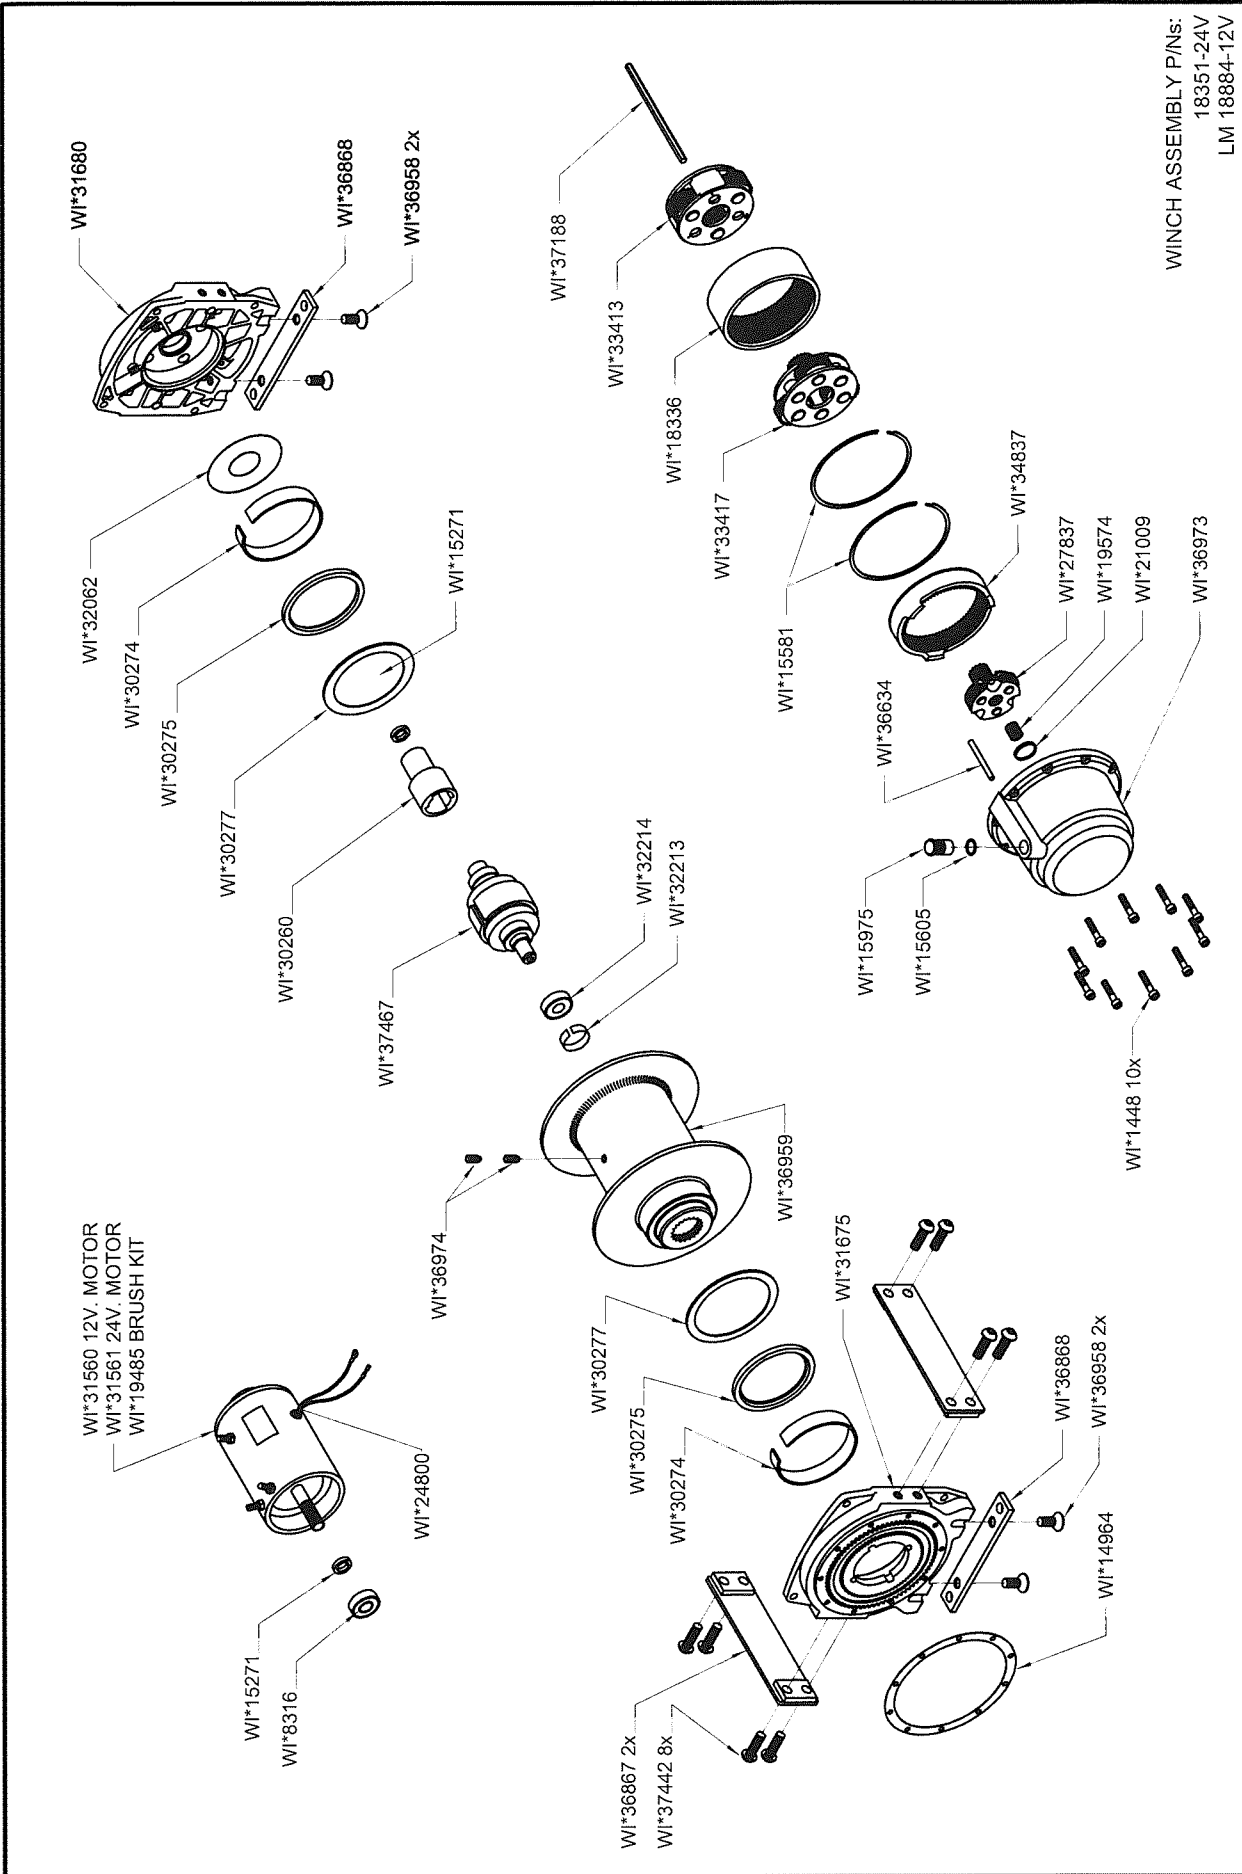 WI*31560 12V. MOTOR
WI*31561 24V. MOTOR
WI*19485 BRUSH KIT
WI*24800
WI*15271
WI*8316
WI*31680
WI*36868
WI*36958 2x
WI*32062
WI*30274
WI*30275
WI*30277
WI*15271
WI*30260
WI*37467
WI*32214
WI*32213
WI*36974
WI*36959
WI*30277
WI*30275
WI*30274
WI*31675
WI*36867 2x
WI*37442 8x
WI*36868
WI*36958 2x
WI*14964
WI*37188
WI*33413
WI*18336
WI*33417
WI*15581
WI*34837
WI*27837
WI*19574
WI*21009
WI*36973
WI*36634
WI*15975
WI*15605
WI*1448 10x
WINCH ASSEMBLY P/Ns:
18351-24V
LM 18884-12V